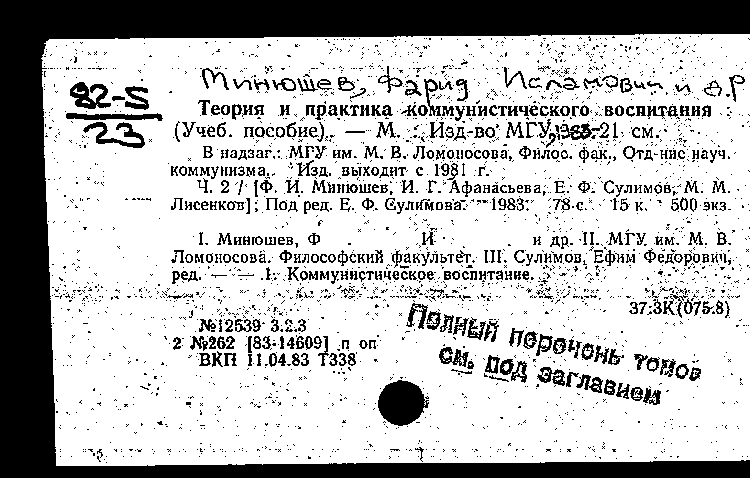 Минюшев, Фарид Исламович и др
82-5
23
Теория и практика коммунистического воспитания :
(Учеб. пособие). — М. : Изд-во МГУ, 1983-21 см.
В надзаг.: МГУ им. М. В. Ломоносова, Филос. фак., Отд-ние науч.
коммунизма. Изд. выходит с 1981 г.
Ч. 2 / [Ф. И. Минюшев, И. Г. Афанасьева, Е. Ф. Сулимов, М. М.
Лисенков]; Под ред. Е. Ф. Сулимова. 1983. 78 с. 15 к. 500 экз.
I. Минюшев, Ф И и др. II. МГУ им. М. В.
Ломоносова. Философский факультет. III. Сулимов, Ефим Федорович,
ред. — — 1. Коммунистическое воспитание.
37:3К(075.8)
№12539 3.2.3
2 №262 [83-14609] п оп
ВКП 11.04.83 Т338
Полный перечень томов
см. под заглавием